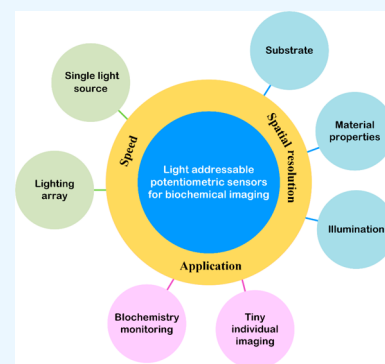 Substrate
Single light
source
Material
properties
Speed
Spatial resolution
Light addressable
potentiometric sensors
for biochemical imaging
Lighting
array
Illumination
Application
Biochemistry
monitoring
Tiny
individual
imaging